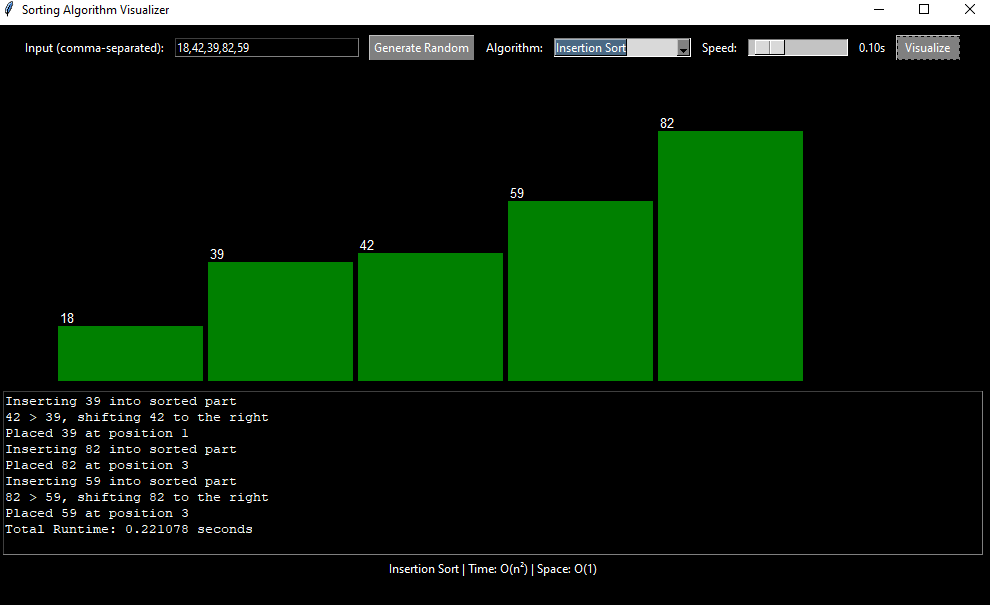 Sorting Algorithm Visualizer
Input (comma-separated): 18,42,39,82,59 Generate Random Algorithm: Insertion Sort Speed: 0.10s Visualize
82
59
42
39
18
Inserting 39 into sorted part
42 > 39, shifting 42 to the right
Placed 39 at position 1
Inserting 82 into sorted part
Placed 82 at position 3
Inserting 59 into sorted part
82 > 59, shifting 82 to the right
Placed 59 at position 3
Total Runtime: 0.221078 seconds
Insertion Sort | Time: O(n²) | Space: O(1)